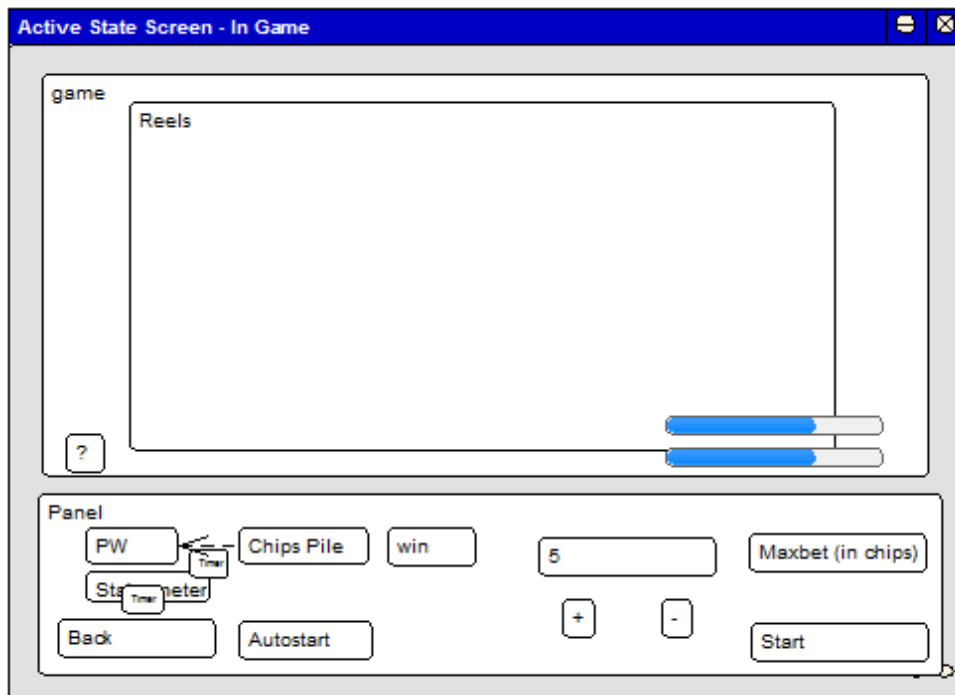 Active State Screen - In Game
game
Reels
?
Panel
PW
Chips Pile
win
5
Maxbet (in chips)
Timer
Timer
Back
Autostart
+
-
Start